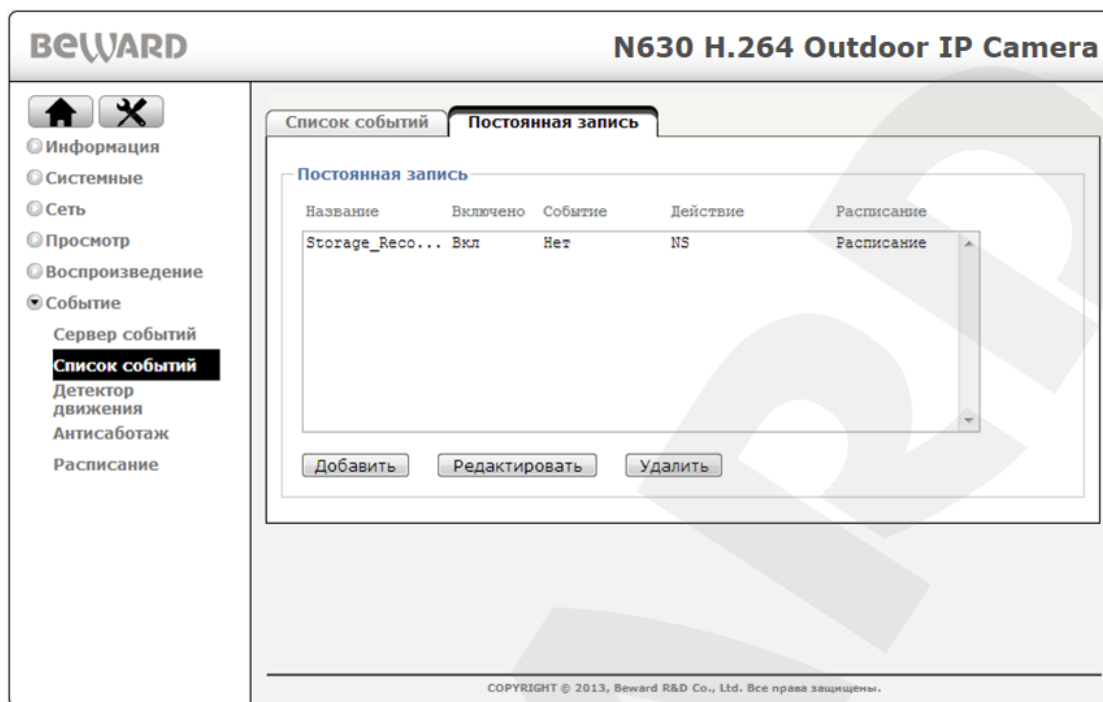 BEWARD
N630 H.264 Outdoor IP Camera
Информация
Системные
Сеть
Просмотр
Воспроизведение
Событие
Сервер событий
Список событий
Детектор
движения
Антисаботаж
Расписание
Список событий Постоянная запись
Постоянная запись
Название Включено Событие Действие Расписание
Storage_Reco... Вкл Нет NS Расписание
Добавить Редактировать Удалить
COPYRIGHT © 2013, Beward R&D Co., Ltd. Все права защищены.